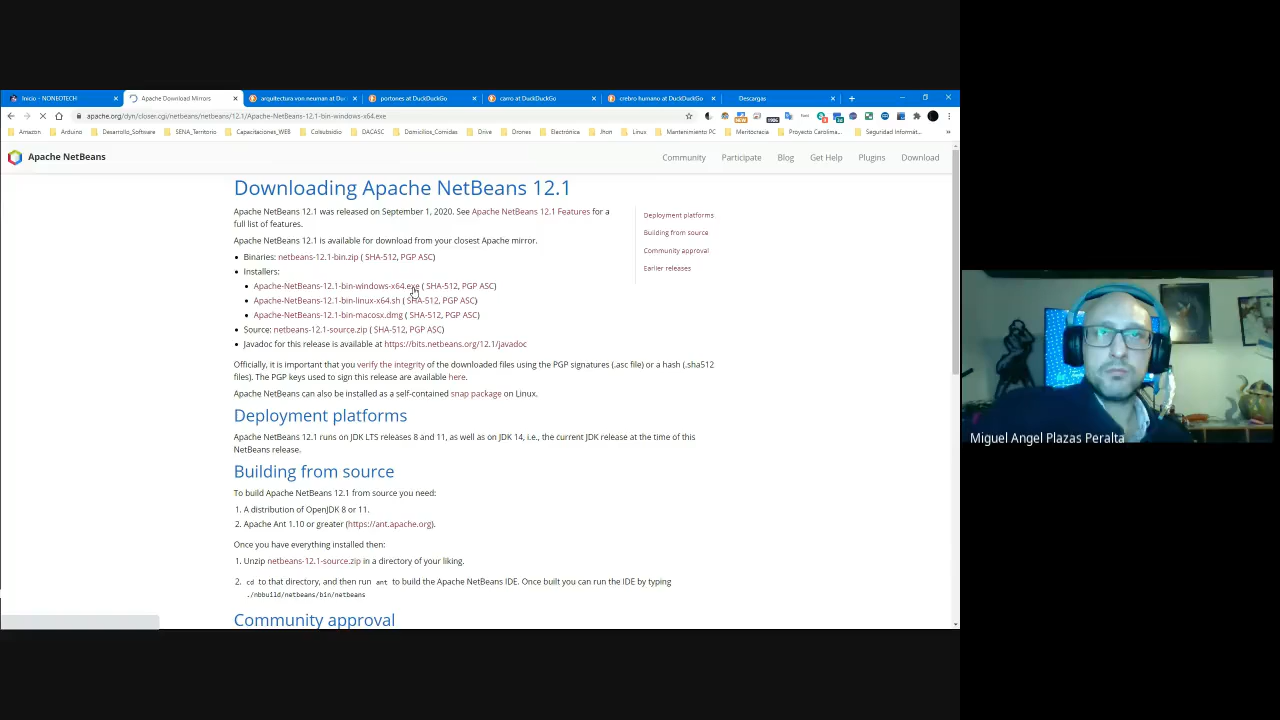 Inicio - NONEOTECH
Apache Download Mirrors
arquitectura von neuman at Du
portones at DuckDuckGo
carro at DuckDuckGo
crebro humano at DuckDuckGo
Descargas
apache.org/dyn/closer.cgi/netbeans/netbeans/12.1/Apache-NetBeans-12.1-bin-windows-x64.exe
Amazon Arduino Desarrollo_Software SENA_Territorio Capacitaciones_WEB Colsubsidio DACASC Domicilios_Comidas Drive Drones Electrónica Jhon Linux Mantenimiento PC Meritócracia Proyecto Carolima... Seguridad Informát... »
Apache NetBeans
Community Participate Blog Get Help Plugins Download
Downloading Apache NetBeans 12.1
Apache NetBeans 12.1 was released on September 1, 2020. See Apache NetBeans 12.1 Features for a
full list of features.
Apache NetBeans 12.1 is available for download from your closest Apache mirror.
• Binaries: netbeans-12.1-bin.zip ( SHA-512, PGP ASC)
• Installers:
• Apache-NetBeans-12.1-bin-windows-x64.exe ( SHA-512, PGP ASC)
• Apache-NetBeans-12.1-bin-linux-x64.sh ( SHA-512, PGP ASC)
• Apache-NetBeans-12.1-bin-macosx.dmg ( SHA-512, PGP ASC)
• Source: netbeans-12.1-source.zip ( SHA-512, PGP ASC)
• Javadoc for this release is available at https://bits.netbeans.org/12.1/javadoc
Officially, it is important that you verify the integrity of the downloaded files using the PGP signatures (.asc file) or a hash (.sha512
files). The PGP keys used to sign this release are available here.
Apache NetBeans can also be installed as a self-contained snap package on Linux.
Deployment platforms
Apache NetBeans 12.1 runs on JDK LTS releases 8 and 11, as well as on JDK 14, i.e., the current JDK release at the time of this
NetBeans release.
Building from source
To build Apache NetBeans 12.1 from source you need:
1. A distribution of OpenJDK 8 or 11.
2. Apache Ant 1.10 or greater (https://ant.apache.org).
Once you have everything installed then:
1. Unzip netbeans-12.1-source.zip in a directory of your liking.
2. cd to that directory, and then run ant to build the Apache NetBeans IDE. Once built you can run the IDE by typing
./nbbuild/netbeans/bin/netbeans
Community approval
Deployment platforms
Building from source
Community approval
Earlier releases
Miguel Angel Plazas Peralta